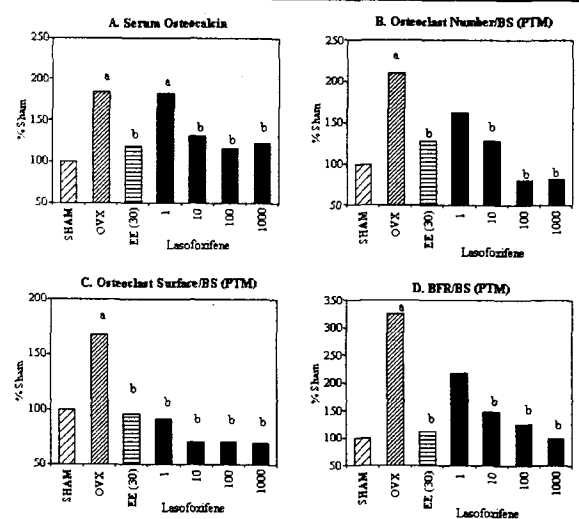 A. Serum Osteocalcin
% Sham
250
200
150
100
50
a
b
a
b
b
b
SHAM
OVX
EE (30)
1
10
100
1000
Lasofoxifene
B. Osteoclast Number/BS (PTM)
% Sham
250
200
150
100
50
a
b
b
b
b
SHAM
OVX
EE (30)
1
10
100
1000
Lasofoxifene
C. Osteoclast Surface/BS (PTM)
% Sham
200
150
100
50
a
b
b
b
b
b
SHAM
OVX
EE (30)
1
10
100
1000
Lasofoxifene
D. BFR/BS (PTM)
% Sham
350
300
250
200
150
100
50
a
b
b
b
b
SHAM
OVX
EE (30)
1
10
100
1000
Lasofoxifene